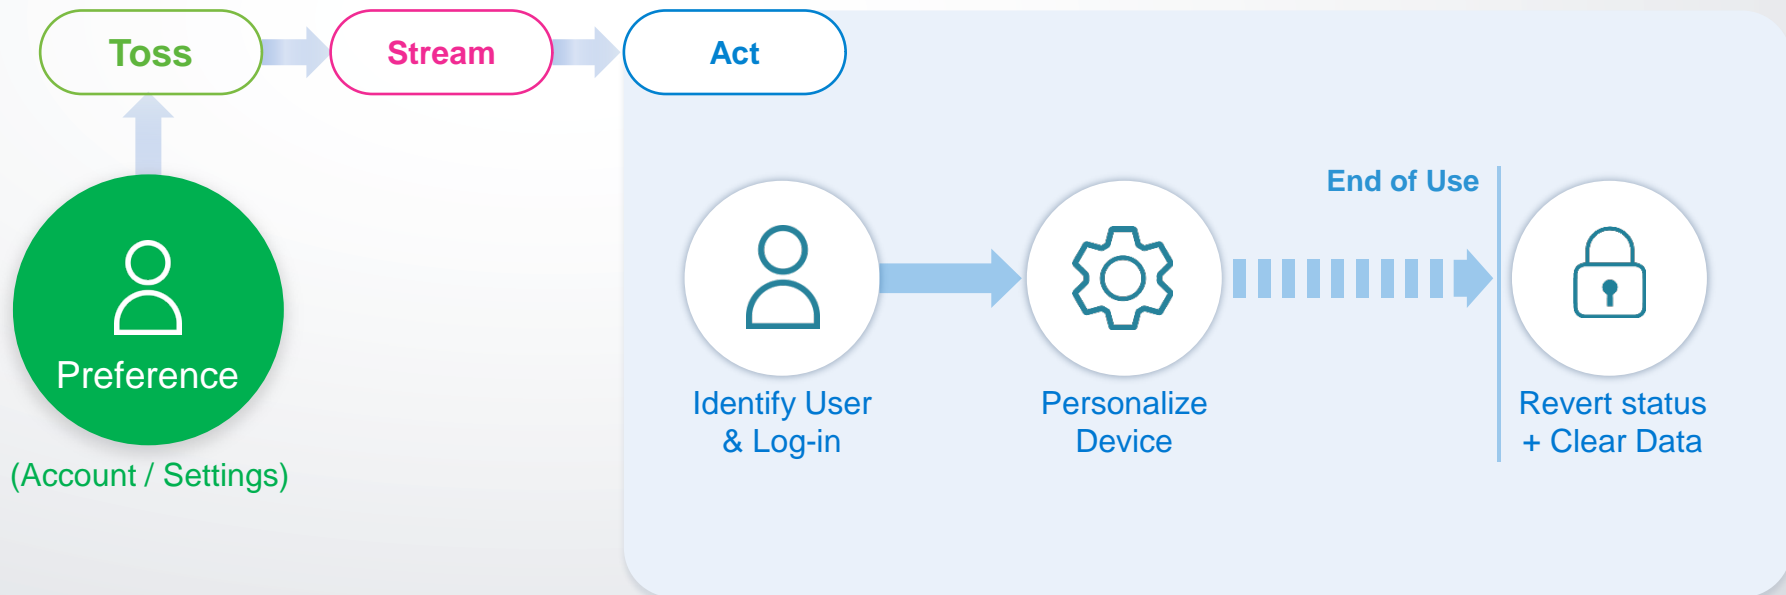 Toss
Stream
Act
Preference
(Account / Settings)
Identify User
& Log-in
Personalize
Device
End of Use
Revert status
+ Clear Data